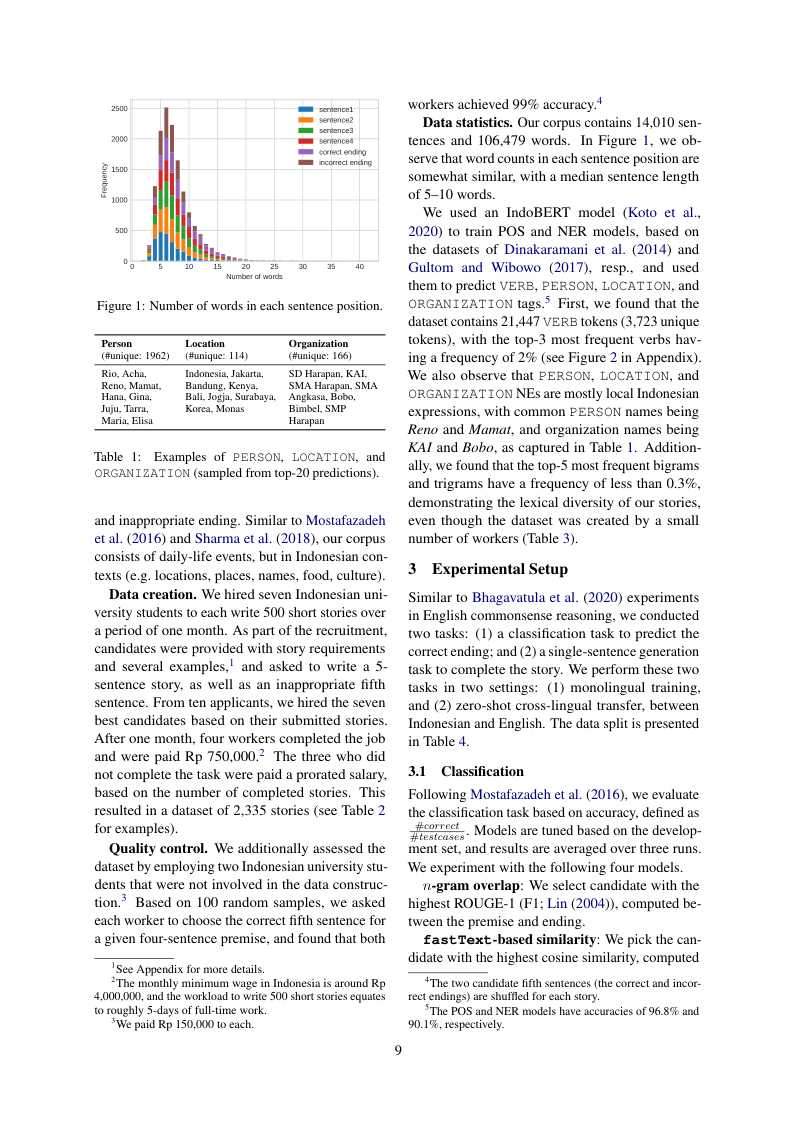 2500
2000
1500
1000
500
0
Frequency
0 5 10 15 20 25 30 35 40
Number of words
sentence1
sentence2
sentence3
sentence4
correct ending
incorrect ending
Figure 1: Number of words in each sentence position.
Person Location Organization
(#unique: 1962) (#unique: 114) (#unique: 166)
Rio, Acha, Indonesia, Jakarta, SD Harapan, KAI,
Reno, Mamat, Bandung, Kenya, SMA Harapan, SMA
Hana, Gina, Bali, Jogja, Surabaya, Angkasa, Bobo,
Juju, Tarra, Korea, Monas Bimbel, SMP
Maria, Elisa Harapan
Table 1: Examples of PERSON, LOCATION, and
ORGANIZATION (sampled from top-20 predictions).
and inappropriate ending. Similar to Mostafazadeh
et al. (2016) and Sharma et al. (2018), our corpus
consists of daily-life events, but in Indonesian con-
texts (e.g. locations, places, names, food, culture).
Data creation. We hired seven Indonesian uni-
versity students to each write 500 short stories over
a period of one month. As part of the recruitment,
candidates were provided with story requirements
and several examples,1 and asked to write a 5-
sentence story, as well as an inappropriate fifth
sentence. From ten applicants, we hired the seven
best candidates based on their submitted stories.
After one month, four workers completed the job
and were paid Rp 750,000.2 The three who did
not complete the task were paid a prorated salary,
based on the number of completed stories. This
resulted in a dataset of 2,335 stories (see Table 2
for examples).
Quality control. We additionally assessed the
dataset by employing two Indonesian university stu-
dents that were not involved in the data construc-
tion.3 Based on 100 random samples, we asked
each worker to choose the correct fifth sentence for
a given four-sentence premise, and found that both
1See Appendix for more details.
2The monthly minimum wage in Indonesia is around Rp
4,000,000, and the workload to write 500 short stories equates
to roughly 5-days of full-time work.
3We paid Rp 150,000 to each.
workers achieved 99% accuracy.4
Data statistics. Our corpus contains 14,010 sen-
tences and 106,479 words. In Figure 1, we ob-
serve that word counts in each sentence position are
somewhat similar, with a median sentence length
of 5–10 words.
We used an IndoBERT model (Koto et al.,
2020) to train POS and NER models, based on
the datasets of Dinakaramani et al. (2014) and
Gultom and Wibowo (2017), resp., and used
them to predict VERB, PERSON, LOCATION, and
ORGANIZATION tags.5 First, we found that the
dataset contains 21,447 VERB tokens (3,723 unique
tokens), with the top-3 most frequent verbs hav-
ing a frequency of 2% (see Figure 2 in Appendix).
We also observe that PERSON, LOCATION, and
ORGANIZATION NEs are mostly local Indonesian
expressions, with common PERSON names being
Reno and Mamat, and organization names being
KAI and Bobo, as captured in Table 1. Addition-
ally, we found that the top-5 most frequent bigrams
and trigrams have a frequency of less than 0.3%,
demonstrating the lexical diversity of our stories,
even though the dataset was created by a small
number of workers (Table 3).
3 Experimental Setup
Similar to Bhagavatula et al. (2020) experiments
in English commonsense reasoning, we conducted
two tasks: (1) a classification task to predict the
correct ending; and (2) a single-sentence generation
task to complete the story. We perform these two
tasks in two settings: (1) monolingual training,
and (2) zero-shot cross-lingual transfer, between
Indonesian and English. The data split is presented
in Table 4.
3.1 Classification
Following Mostafazadeh et al. (2016), we evaluate
the classification task based on accuracy, defined as
#correct/#testcases. Models are tuned based on the develop-
ment set, and results are averaged over three runs.
We experiment with the following four models.
n-gram overlap: We select candidate with the
highest ROUGE-1 (F1; Lin (2004)), computed be-
tween the premise and ending.
fastText-based similarity: We pick the can-
didate with the highest cosine similarity, computed
4The two candidate fifth sentences (the correct and incor-
rect endings) are shuffled for each story.
5The POS and NER models have accuracies of 96.8% and
90.1%, respectively.
9